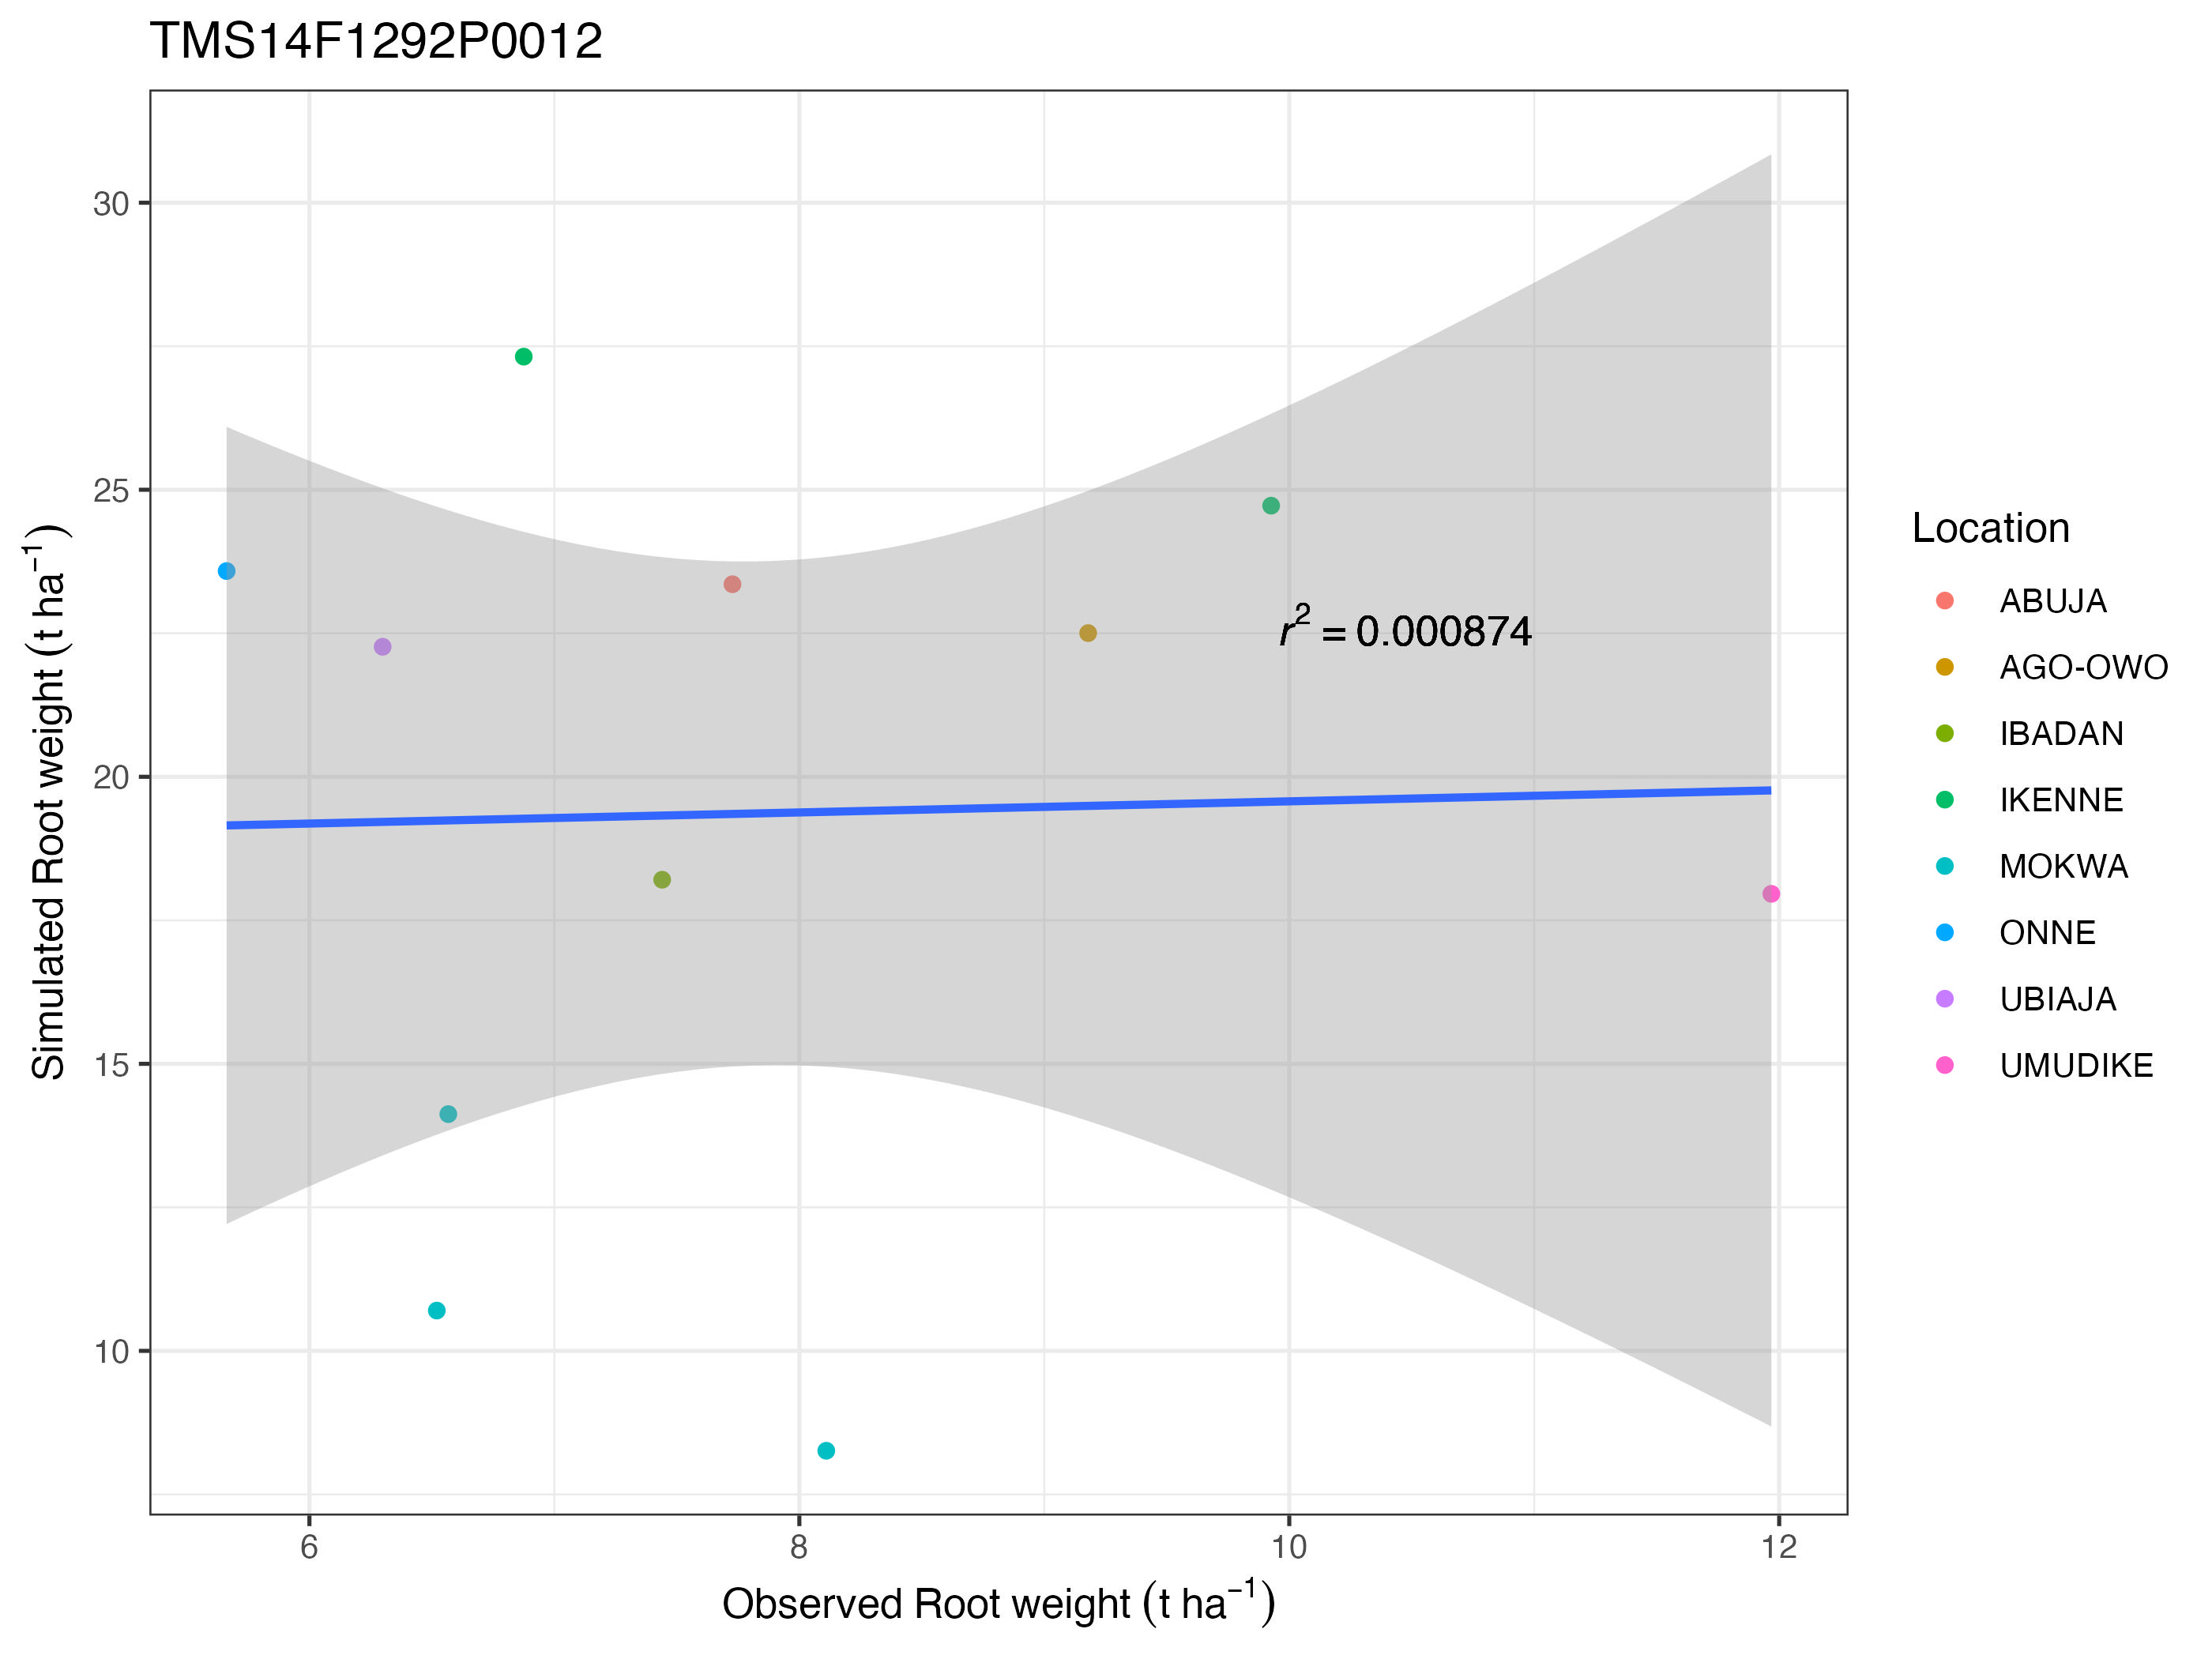 TMS14F1292P0012
Simulated Root weight (t ha⁻¹)
30
25
20
15
10
r² = 0.000874
6
8
10
12
Observed Root weight (t ha⁻¹)
Location
ABUJA
AGO-OWO
IBADAN
IKENNE
MOKWA
ONNE
UBIAJA
UMUDIKE